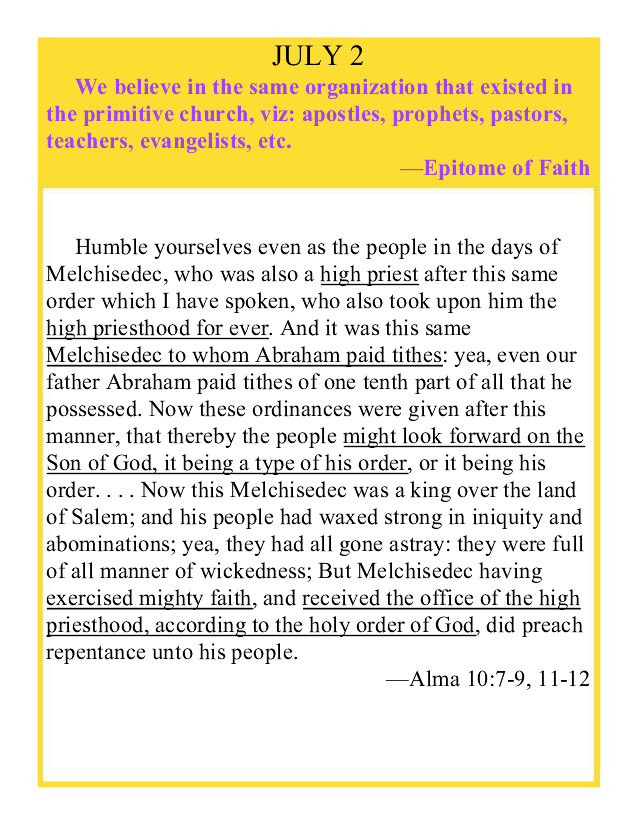 JULY 2
We believe in the same organization that existed in
the primitive church, viz: apostles, prophets, pastors,
teachers, evangelists, etc.
—Epitome of Faith
Humble yourselves even as the people in the days of
Melchisedec, who was also a high priest after this same
order which I have spoken, who also took upon him the
high priesthood for ever. And it was this same
Melchisedec to whom Abraham paid tithes: yea, even our
father Abraham paid tithes of one tenth part of all that he
possessed. Now these ordinances were given after this
manner, that thereby the people might look forward on the
Son of God, it being a type of his order, or it being his
order. . . . Now this Melchisedec was a king over the land
of Salem; and his people had waxed strong in iniquity and
abominations; yea, they had all gone astray: they were full
of all manner of wickedness; But Melchisedec having
exercised mighty faith, and received the office of the high
priesthood, according to the holy order of God, did preach
repentance unto his people.
—Alma 10:7-9, 11-12